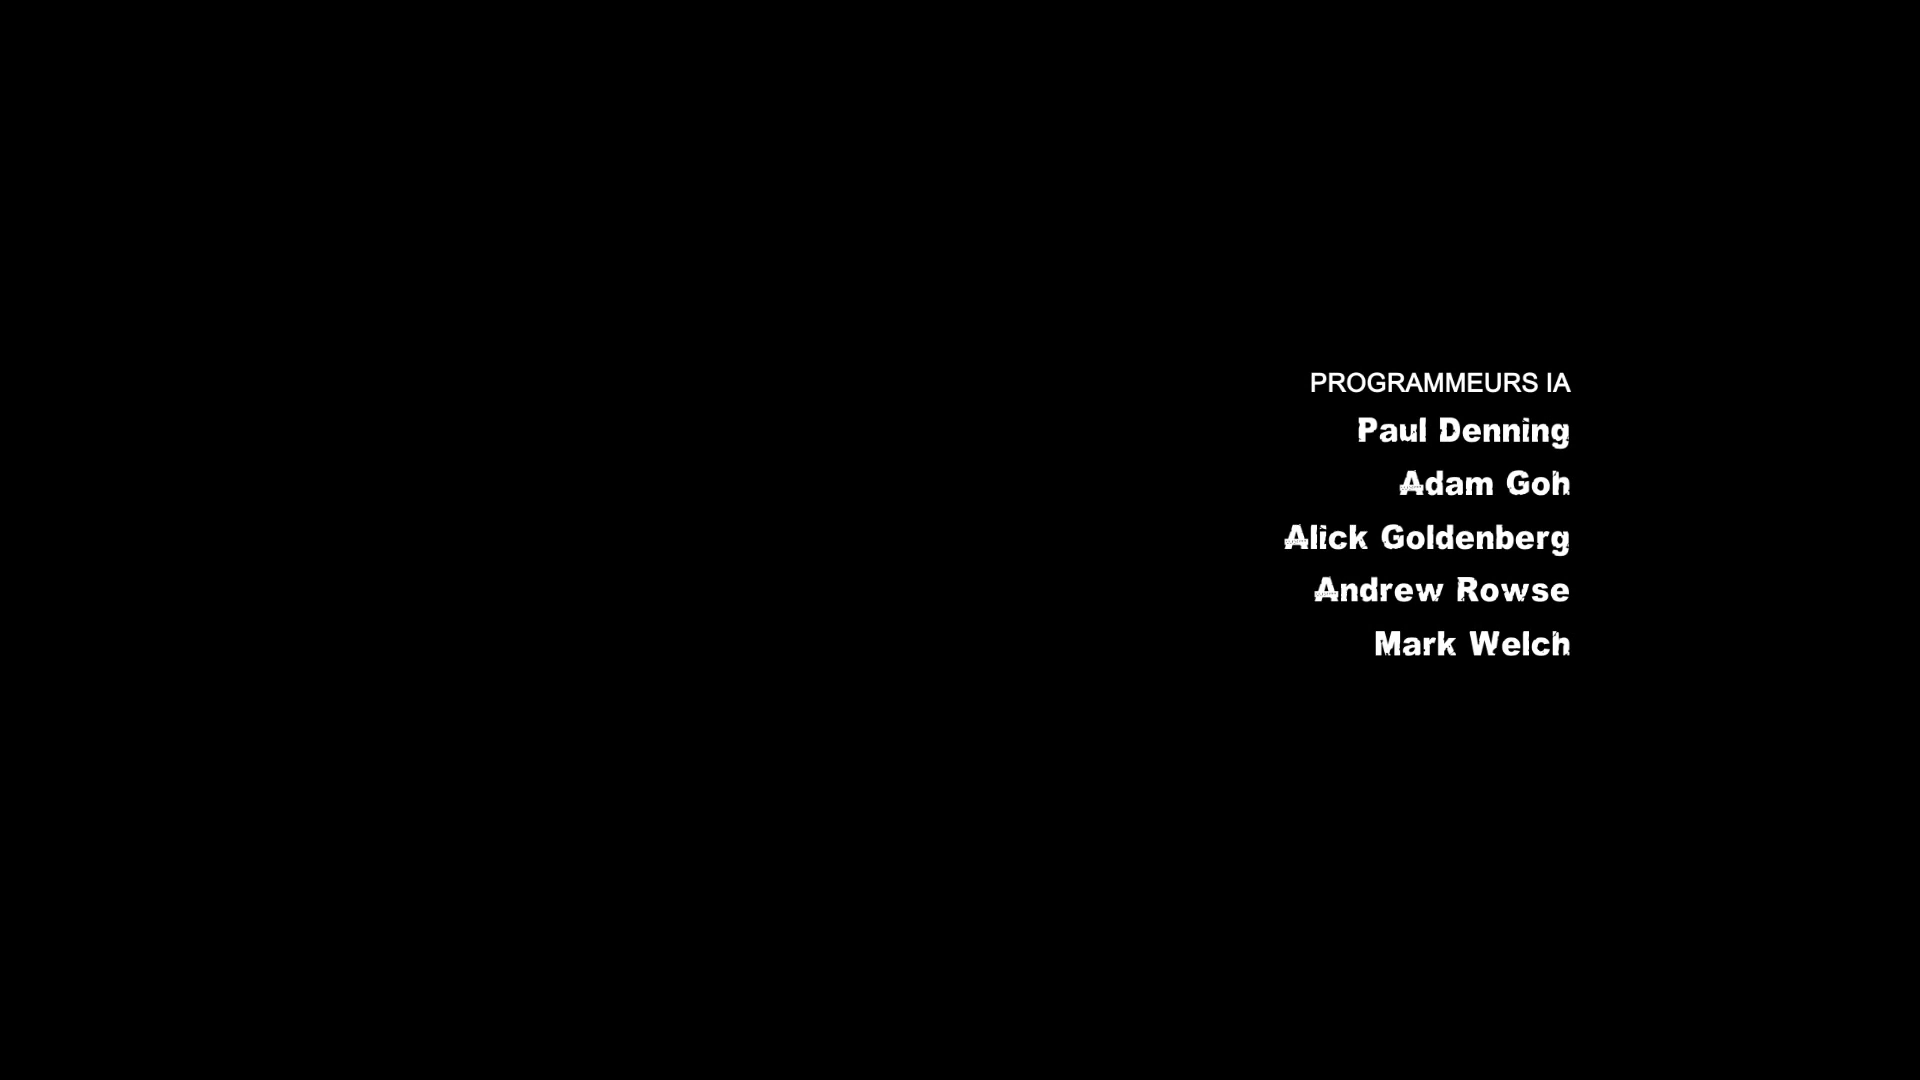 PROGRAMMEURS IA
Paul Denning
Adam Goh
Alick Goldenberg
Andrew Rowse
Mark Welch